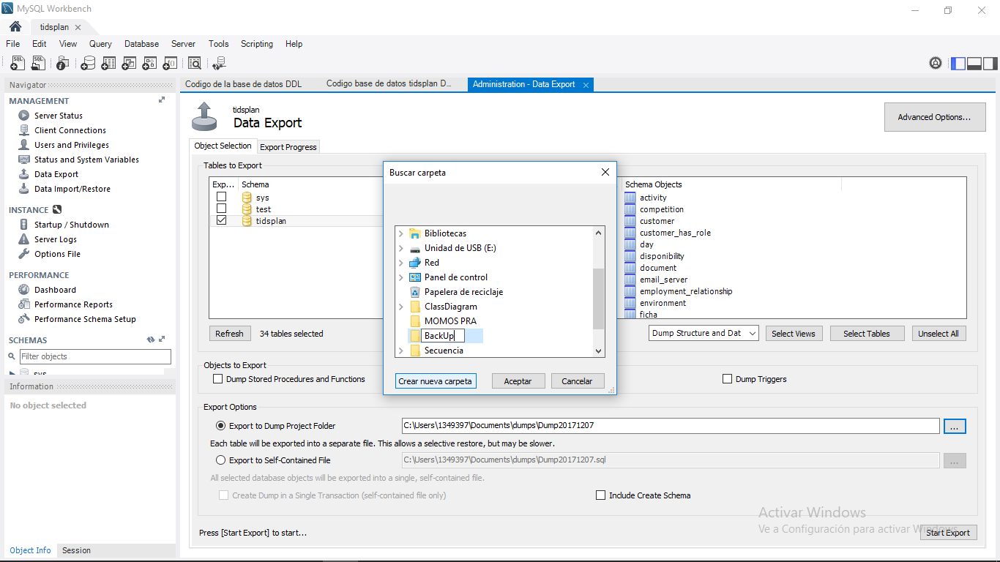 MySQL Workbench
tidsplan
File Edit View Query Database Server Tools Scripting Help
Navigator
MANAGEMENT
Server Status
Client Connections
Users and Privileges
Status and System Variables
Data Export
Data Import/Restore
INSTANCE
Startup / Shutdown
Server Logs
Options File
PERFORMANCE
Dashboard
Performance Reports
Performance Schema Setup
SCHEMAS
Filter objects
sys
Information
No object selected
Object Info Session
Codigo de la base de datos DDL Codigo base de datos tidsplan D... Administration - Data Export
tidsplan
Data Export
Advanced Options...
Object Selection Export Progress
Tables to Export
Exp... Schema
sys
test
tidsplan
Schema Objects
activity
competition
customer
customer_has_role
day
disponibility
document
email_server
employment_relationship
environment
ficha
Refresh 34 tables selected
Dump Structure and Dat Select Views Select Tables Unselect All
Buscar carpeta
Bibliotecas
Unidad de USB (E:)
Red
Panel de control
Papelera de reciclaje
ClassDiagram
MOMOS PRA
BackUp
Secuencia
Crear nueva carpeta Aceptar Cancelar
Objects to Export
Dump Stored Procedures and Functions Dump Triggers
Export Options
Export to Dump Project Folder C:\Users\1349397\Documents\dumps\Dump20171207 ...
Each table will be exported into a separate file. This allows a selective restore, but may be slower.
Export to Self-Contained File C:\Users\1349397\Documents\dumps\Dump20171207.sql ...
All selected database objects will be exported into a single, self-contained file.
Create Dump in a Single Transaction (self-contained file only) Include Create Schema
Activar Windows
Ve a Configuración para activar Windows.
Press [Start Export] to start...
Start Export